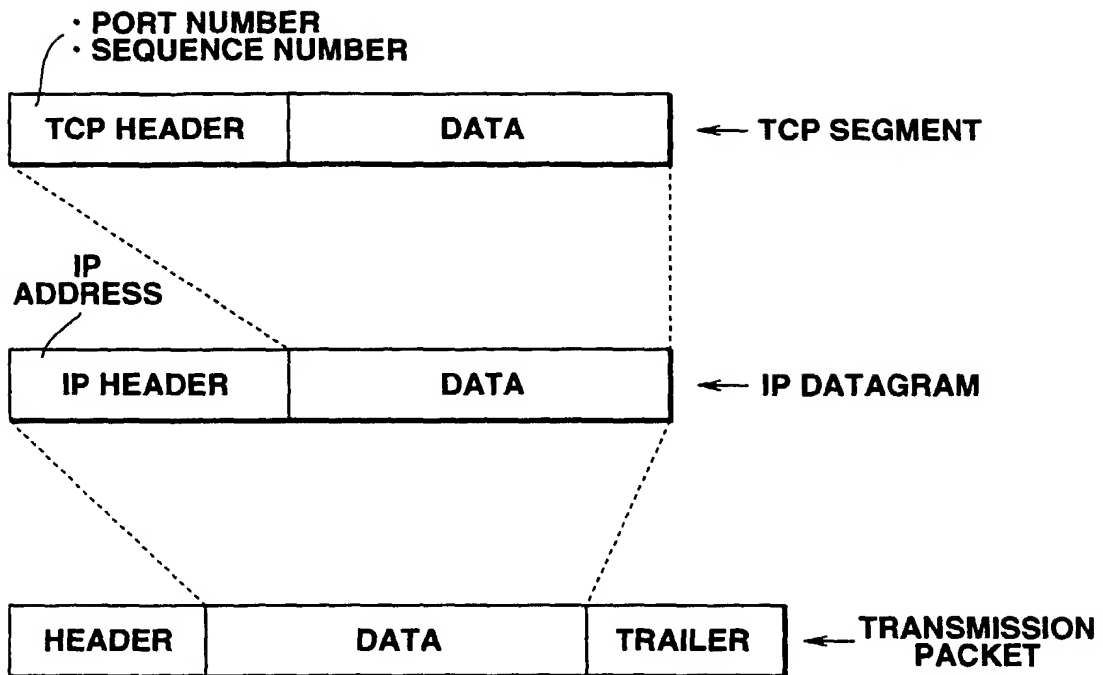 · PORT NUMBER
· SEQUENCE NUMBER
TCP HEADER DATA TCP SEGMENT
IP
ADDRESS
IP HEADER DATA IP DATAGRAM
HEADER DATA TRAILER TRANSMISSION
PACKET